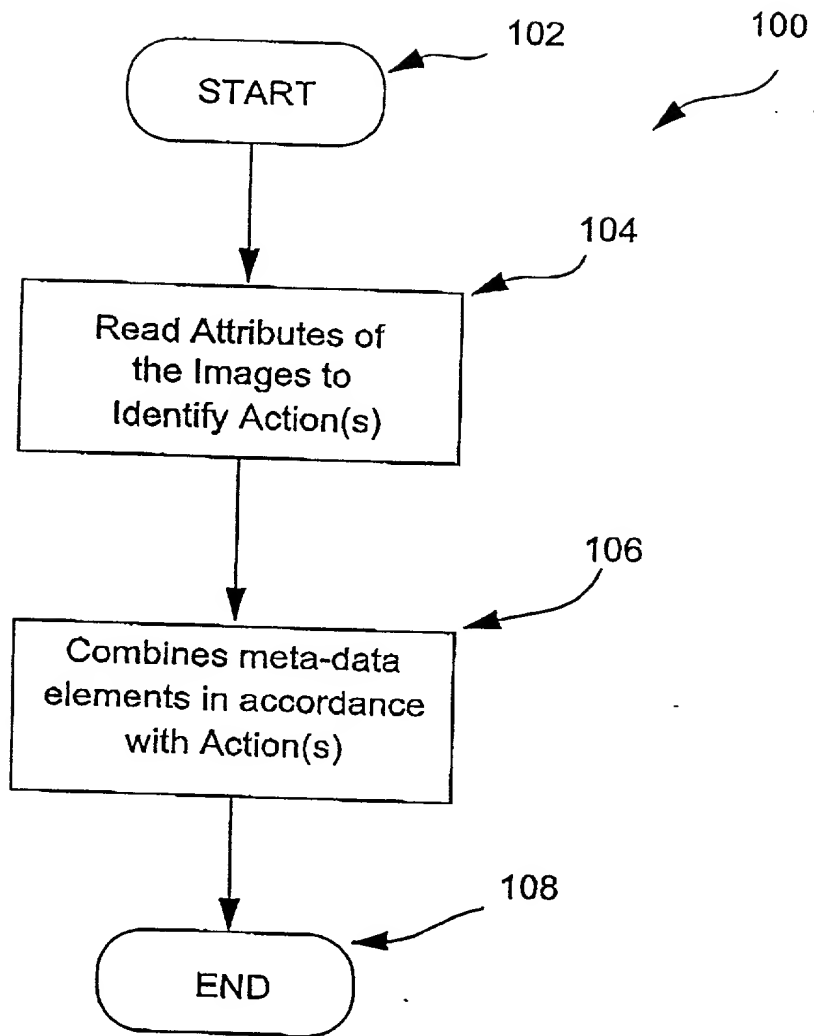 102
100
START
104
Read Attributes of
the Images to
Identify Action(s)
106
Combines meta-data
elements in accordance
with Action(s)
108
END